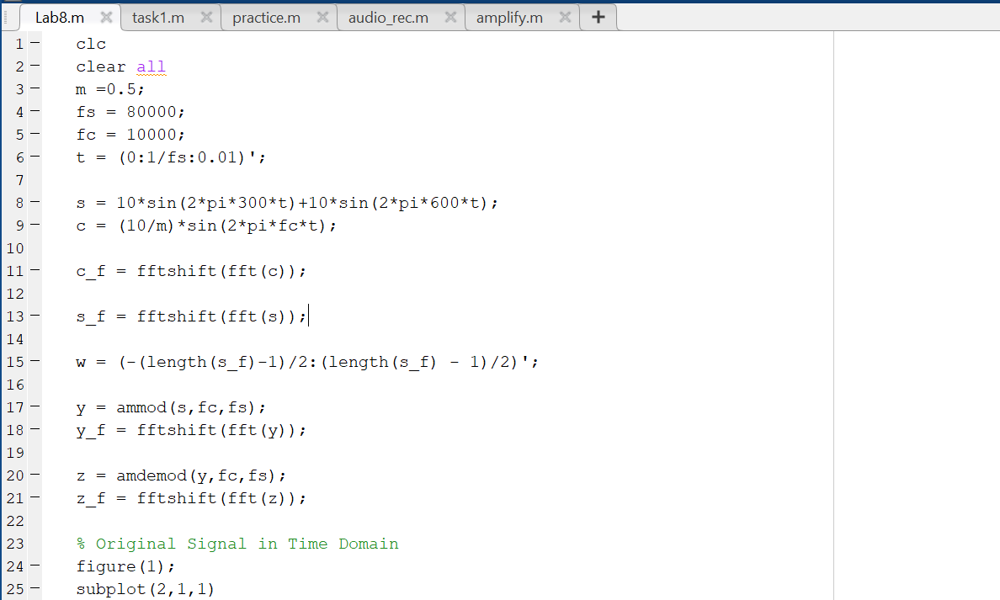 Lab8.m task1.m practice.m audio_rec.m amplify.m +
1 clc
2 clear all
3 m =0.5;
4 fs = 80000;
5 fc = 10000;
6 t = (0:1/fs:0.01)';
7
8 s = 10*sin(2*pi*300*t)+10*sin(2*pi*600*t);
9 c = (10/m)*sin(2*pi*fc*t);
10
11 c_f = fftshift(fft(c));
12
13 s_f = fftshift(fft(s));
14
15 w = (-(length(s_f)-1)/2:(length(s_f) - 1)/2)';
16
17 y = ammod(s,fc,fs);
18 y_f = fftshift(fft(y));
19
20 z = amdemod(y,fc,fs);
21 z_f = fftshift(fft(z));
22
23 % Original Signal in Time Domain
24 figure(1);
25 subplot(2,1,1)